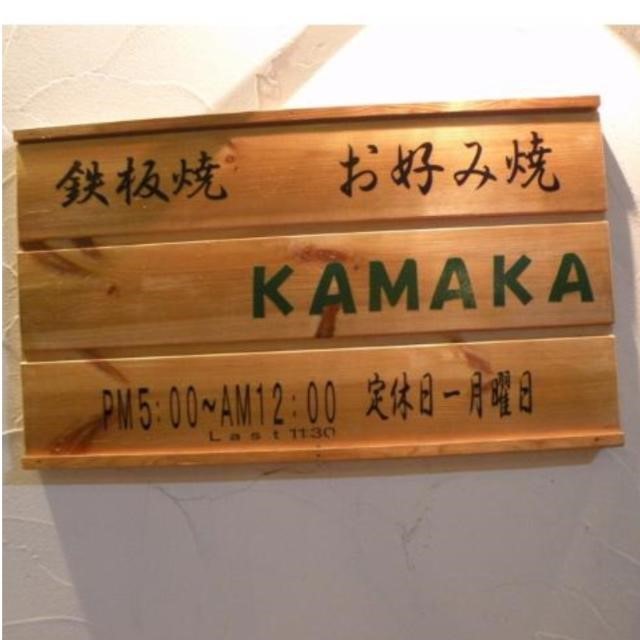 鉄板焼 お好み焼
KAMAKA
PM5:00~AM12:00 定休日ー月曜日
Last 11:30